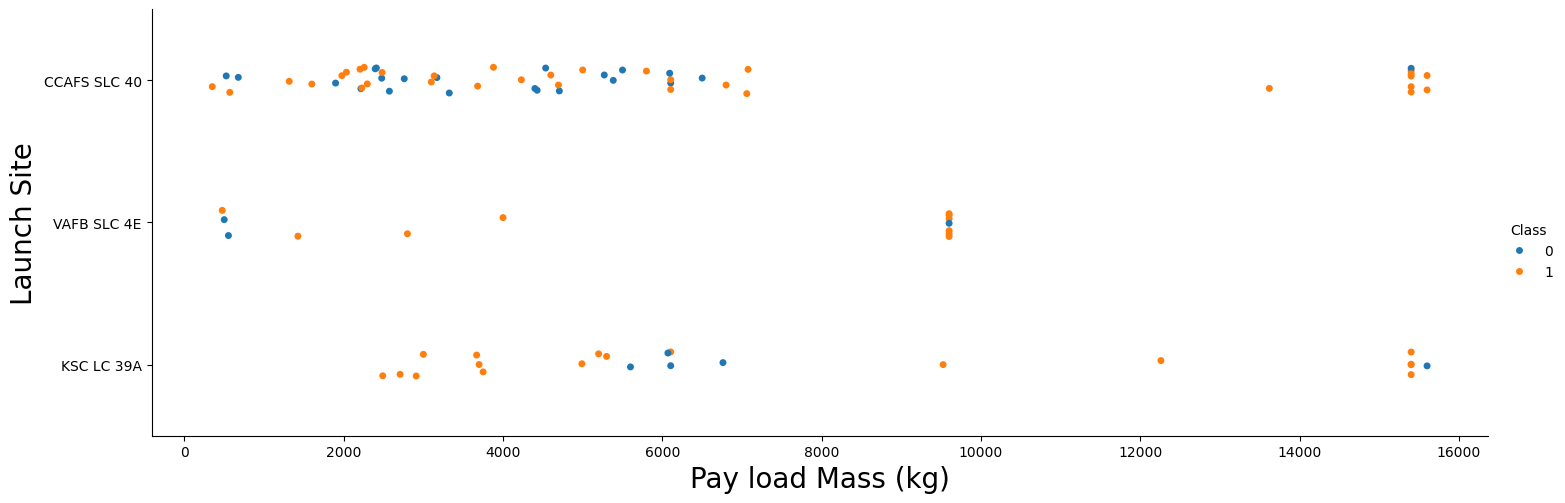 Launch Site
CCAFS SLC 40
VAFB SLC 4E
KSC LC 39A
0 2000 4000 6000 8000 10000 12000 14000 16000
Pay load Mass (kg)
Class
0
1